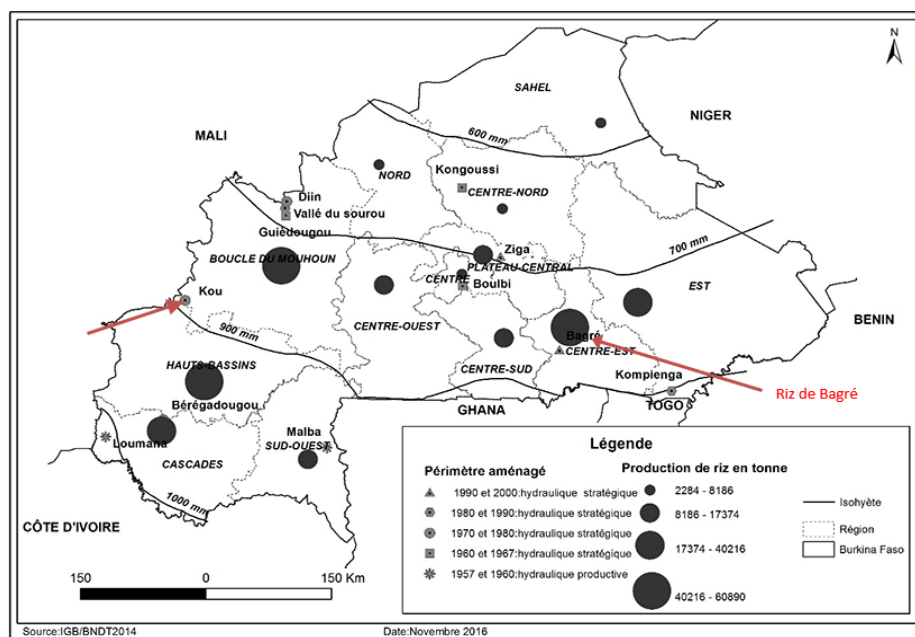 N
SAHEL
NIGER
MALI
600 mm
NORD
Kongoussi
CENTRE-NORD
Diin
Vallé du sourou
Guiédougou
700 mm
BOUCLE DU MOUHOUN
Ziga
PLATEAU-CENTRAL
CENTRE
Boulbi
EST
Kou
BENIN
900 mm
CENTRE-OUEST
Bagré
CENTRE-EST
HAUTS-BASSINS
CENTRE-SUD
Kompienga
Riz de Bagré
Bérégadougou
GHANA
TOGO
Malba
Loumana
SUD-OUEST
CASCADES
1000 mm
CÔTE D'IVOIRE
Légende
Périmètre aménagé
1990 et 2000:hydraulique stratégique
1980 et 1990:hydraulique stratégique
1970 et 1980:hydraulique stratégique
1960 et 1967:hydraulique stratégique
1957 et 1960:hydraulique productive
Production de riz en tonne
2284 - 8186
8186 - 17374
17374 - 40216
40216 - 60890
Isohyète
Région
Burkina Faso
150 0 150 Km
Source:IGB/BNDT2014
Date:Novembre 2016